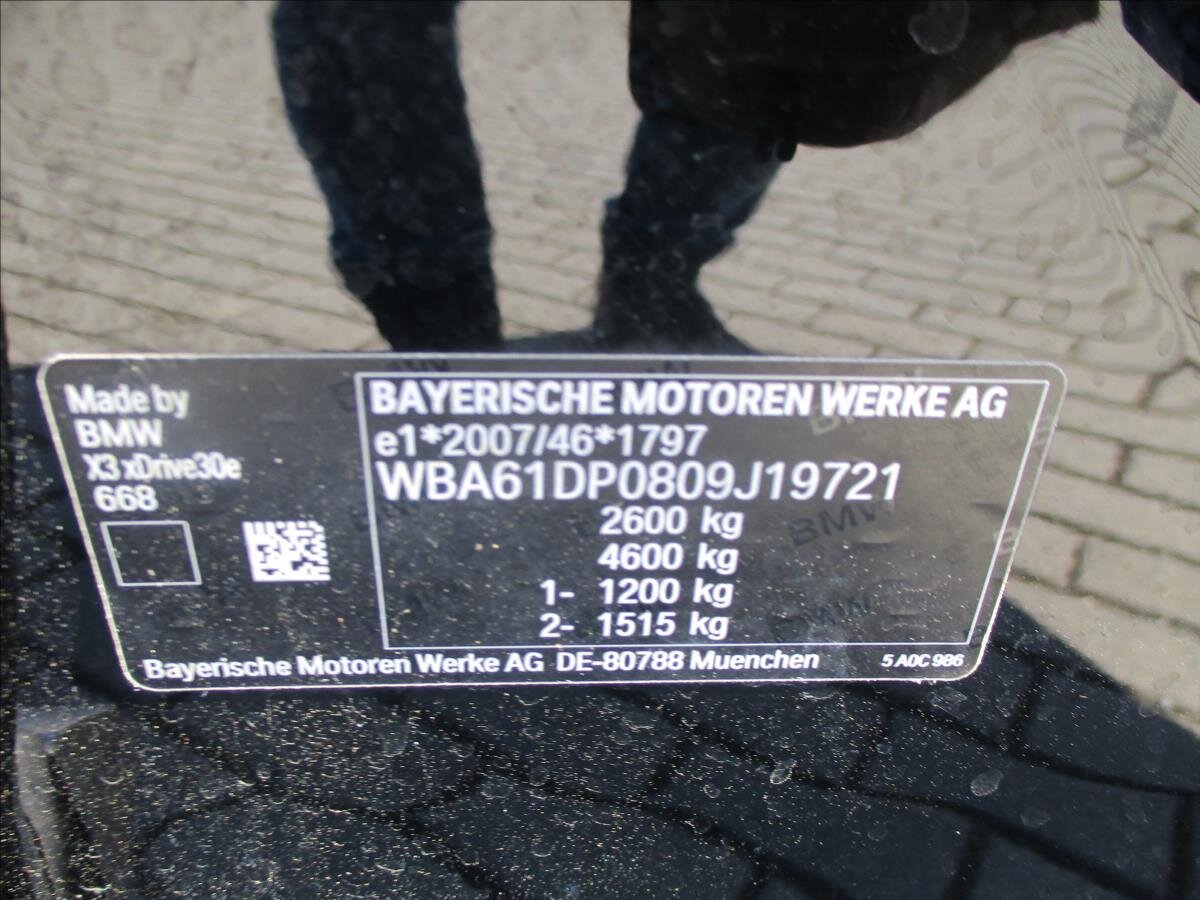 Made by
BMW
X3 xDrive30e
668
BAYERISCHE MOTOREN WERKE AG
e1*2007/46*1797
WBA61DP0809J19721
2600 kg
4600 kg
1- 1200 kg
2- 1515 kg
Bayerische Motoren Werke AG DE-80788 Muenchen
5 A0C 986
BMW